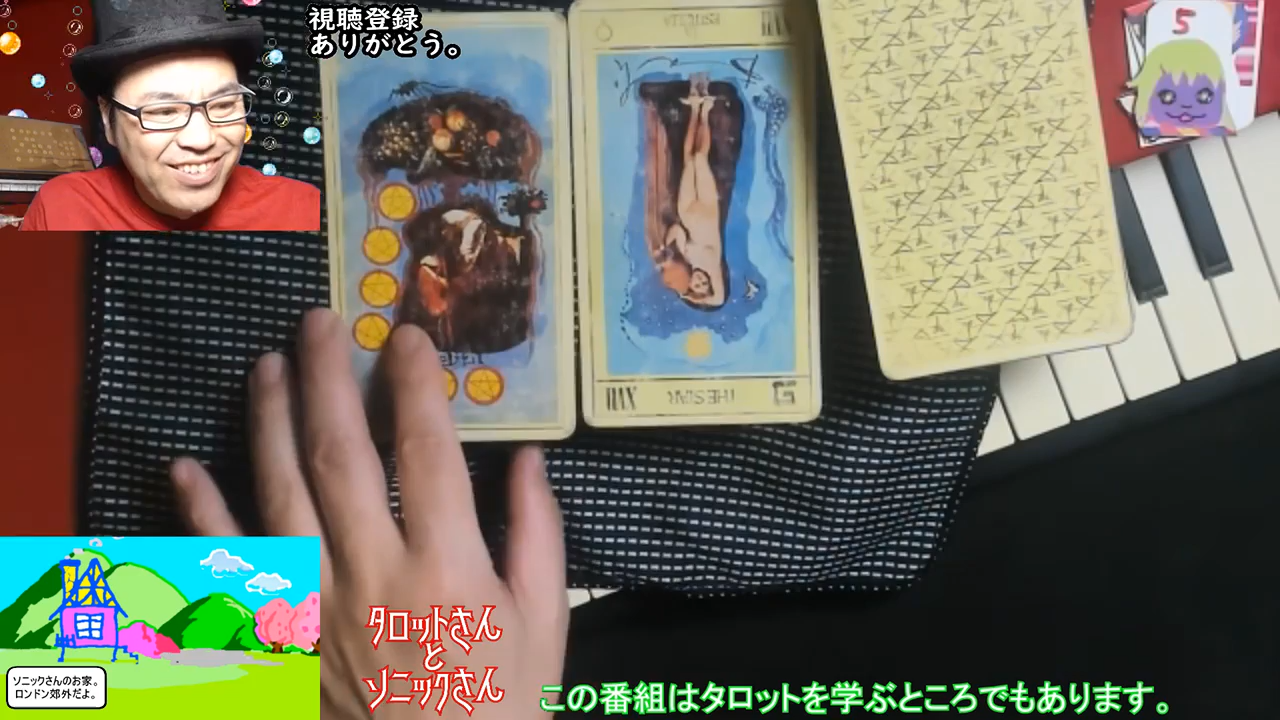 視聴登録
ありがとう。
5
XVII
THE STAR
XVII
タロットさん
と
ソニックさん
ソニックさんのお家。
ロンドン郊外だよ。
この番組はタロットを学ぶところでもあります。